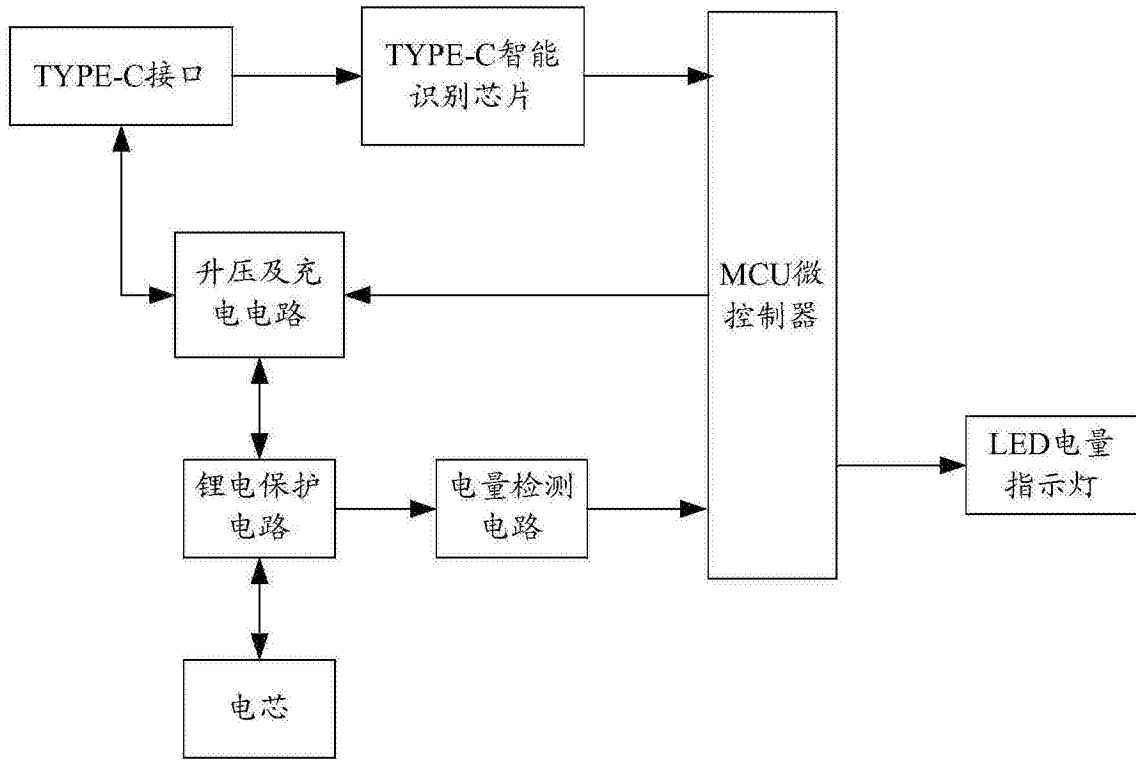 TYPE-C接口
TYPE-C智能
识别芯片
升压及充
电电路
MCU微
控制器
锂电保护
电路
电量检测
电路
LED电量
指示灯
电芯